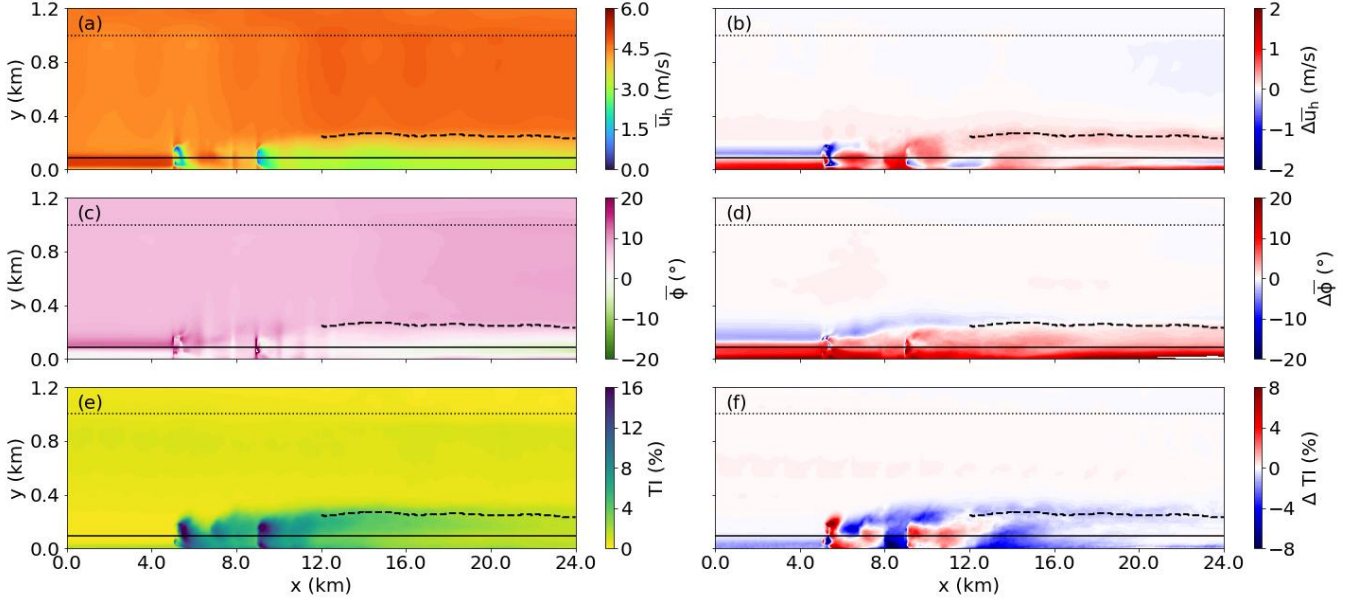 1.2
0.8
0.4
0.0
y (km)
(a)
6.0
4.5
3.0
1.5
0.0
u̅h (m/s)
(b)
2
1
0
−1
−2
Δu̅h (m/s)
1.2
0.8
0.4
0.0
y (km)
(c)
20
10
0
−10
−20
ϕ̅ (°)
(d)
20
10
0
−10
−20
Δϕ̅ (°)
1.2
0.8
0.4
0.0
y (km)
(e)
16
12
8
4
0
TI (%)
0.0 4.0 8.0 12.0 16.0 20.0 24.0
x (km)
(f)
8
4
0
−4
−8
Δ TI (%)
0.0 4.0 8.0 12.0 16.0 20.0 24.0
x (km)